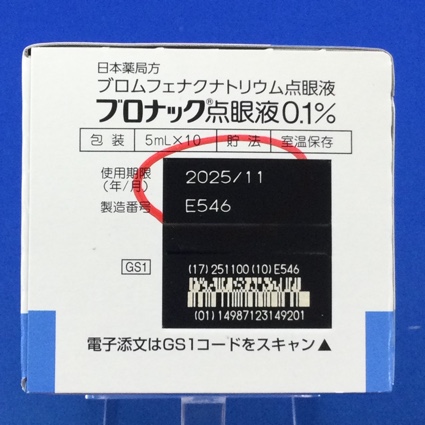 日本薬局方
ブロムフェナクナトリウム点眼液
ブロナック®点眼液0.1%
包装 5mL×10 貯法 室温保存
使用期限 2025/11
(年/月)
製造番号 E546
GS1 (17)251100(10)E546
(01)14987123149201
電子添文はGS1コードをスキャン▲